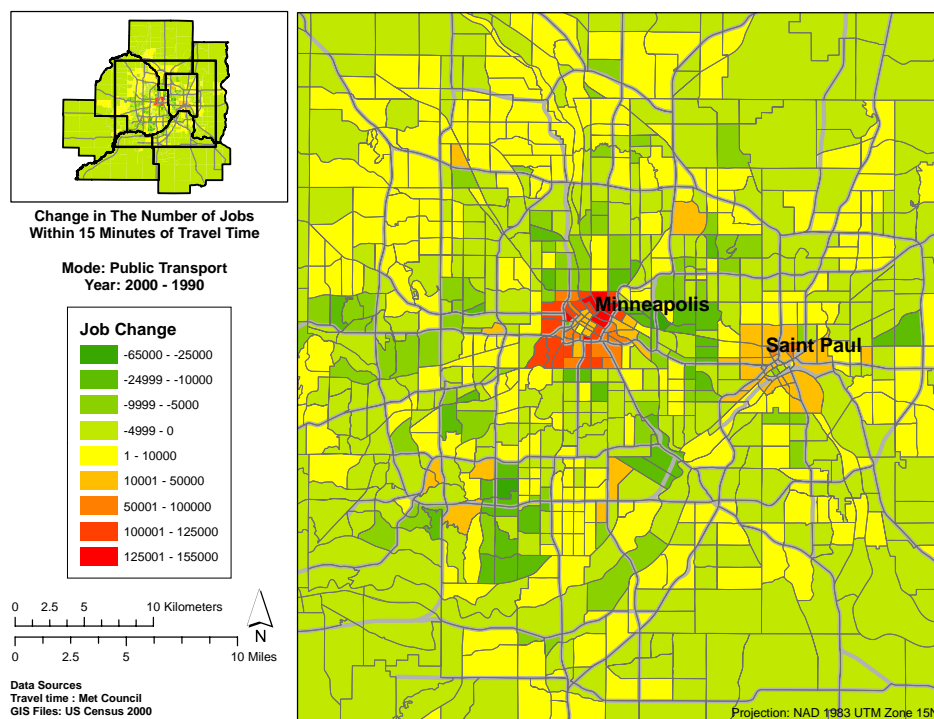 Change in The Number of Jobs
Within 15 Minutes of Travel Time
Mode: Public Transport
Year: 2000 - 1990
Job Change
-65000 - -25000
-24999 - -10000
-9999 - -5000
-4999 - 0
1 - 10000
10001 - 50000
50001 - 100000
100001 - 125000
125001 - 155000
0 2.5 5 10 Kilometers
N
0 2.5 5 10 Miles
Data Sources
Travel time : Met Council
GIS Files: US Census 2000
Minneapolis
Saint Paul
Projection: NAD 1983 UTM Zone 15N